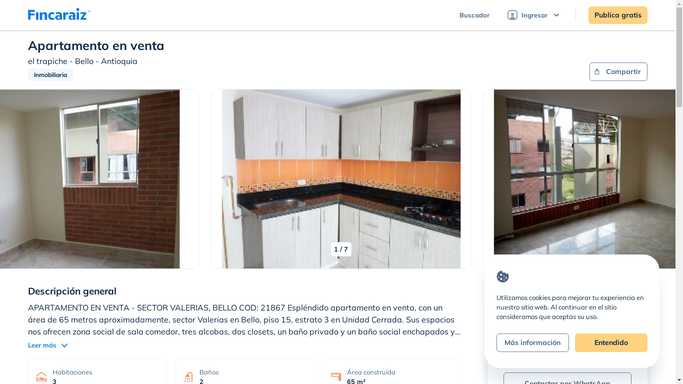 Fincaraiz
Buscador
Ingresar
Publica gratis
Apartamento en venta
el trapiche - Bello - Antioquia
Inmobiliaria
Compartir
1 / 7
Descripción general
APARTAMENTO EN VENTA - SECTOR VALERIAS, BELLO COD: 21867 Espléndido apartamento en venta, con un
área de 65 metros aproximadamente, sector Valerias en Bello, piso 15, estrato 3 en Unidad Cerrada. Sus espacios
nos ofrecen zona social de sala comedor, tres alcobas, dos closets, un baño privado y un baño social enchapados y...
Leer más
Habitaciones
3
Baños
2
Área construida
65 m²
Utilizamos cookies para mejorar tu experiencia en
nuestro sitio web. Al continuar en el sitio
consideramos que aceptas su uso.
Más información
Entendido
Contactar por WhatsApp